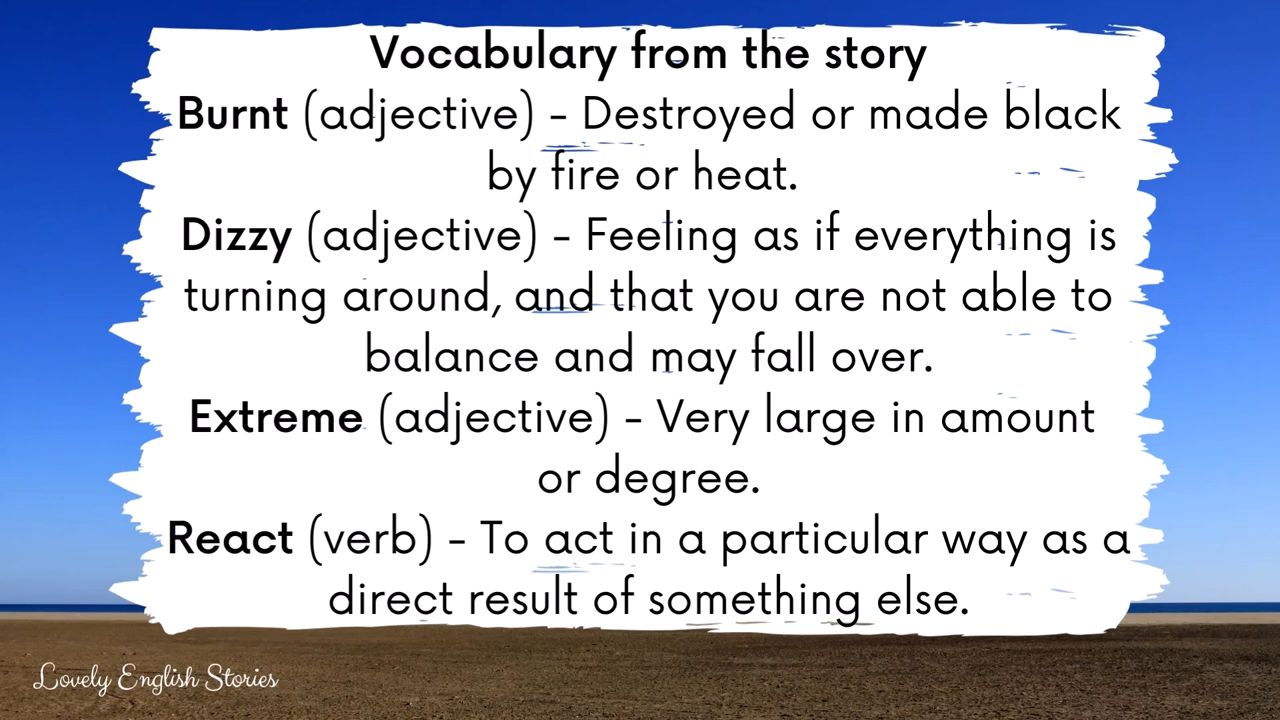 Vocabulary from the story
Burnt (adjective) - Destroyed or made black
by fire or heat.
Dizzy (adjective) - Feeling as if everything is
turning around, and that you are not able to
balance and may fall over.
Extreme (adjective) - Very large in amount
or degree.
React (verb) - To act in a particular way as a
direct result of something else.
Lovely English Stories